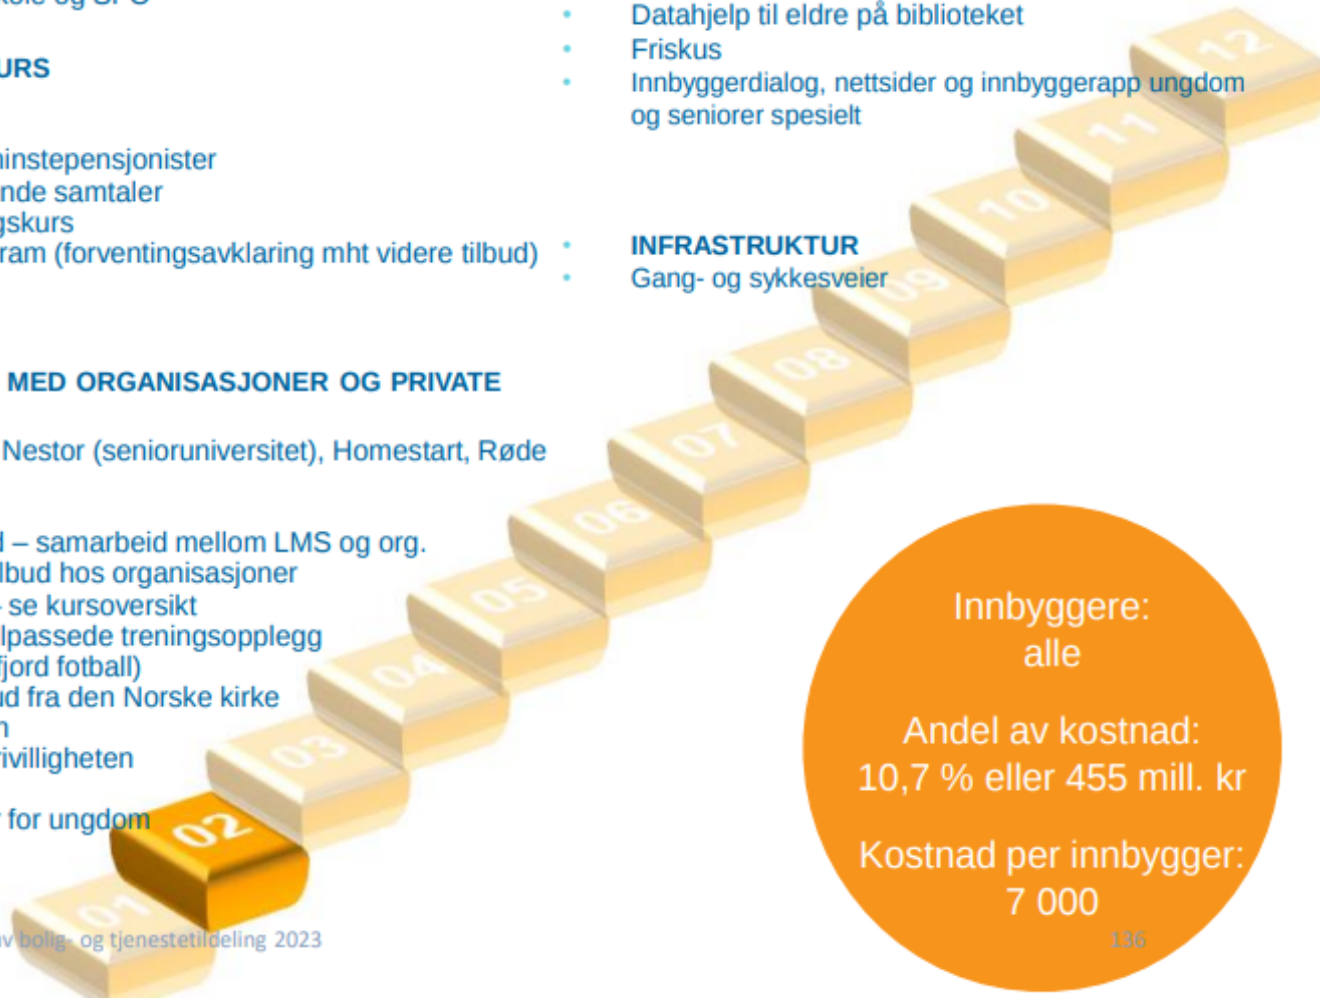 URS
ninstepensjonister
nde samtaler
gskurs
ram (forventingsavklaring mht videre tilbud)
MED ORGANISASJONER OG PRIVATE
Nestor (senioruniversitet), Homestart, Røde
d – samarbeid mellom LMS og org.
lbud hos organisasjoner
- se kursoversikt
lpassede treningsopplegg
fjord fotball)
ud fra den Norske kirke
n
rivilligheten
r for ungdom
• Datahjelp til eldre på biblioteket
• Friskus
• Innbyggerdialog, nettsider og innbyggerapp ungdom
og seniorer spesielt
• INFRASTRUKTUR
• Gang- og sykkesveier
12
11
10
09
08
07
06
05
04
03
02
01
Innbyggere:
alle
Andel av kostnad:
10,7 % eller 455 mill. kr
Kostnad per innbygger:
7 000
av bolig- og tjenestetildeling 2023
136